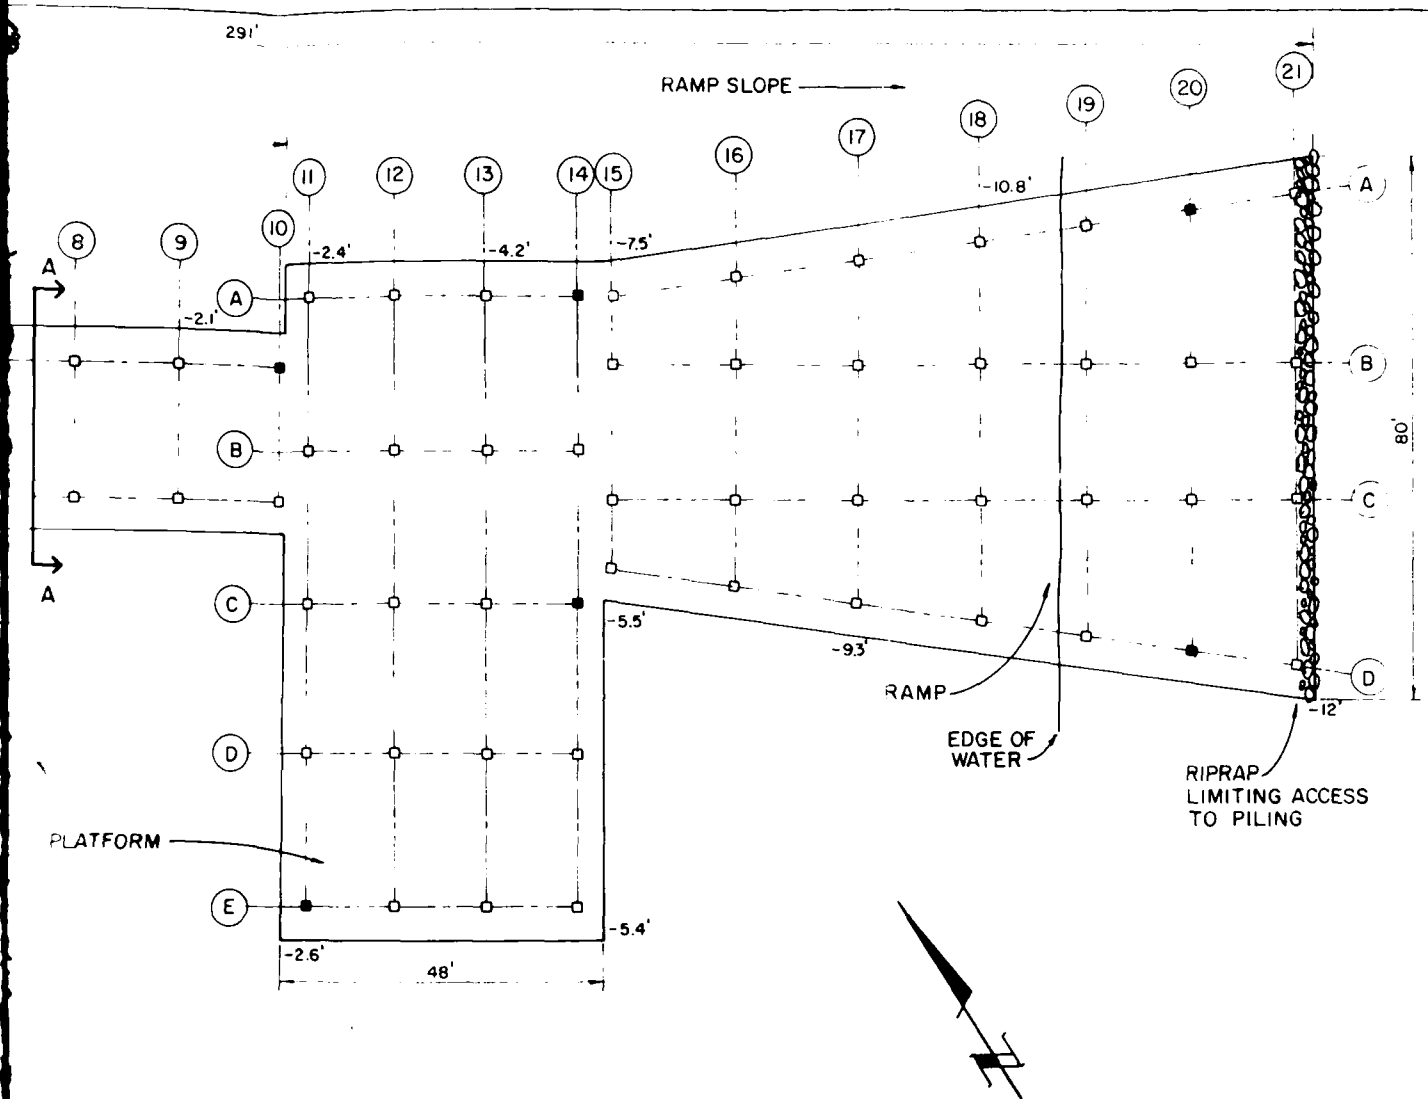 291'
RAMP SLOPE
21
20
19
18
17
16
15
14
13
12
11
10
9
8
A
-10.8'
-7.5'
-4.2'
-2.4'
-2.1'
A
A
B
B
80'
C
C
A
-5.5'
-9.3'
D
-12'
RAMP
EDGE OF
WATER
RIPRAP
LIMITING ACCESS
TO PILING
D
PLATFORM
E
-5.4'
-2.6'
48'
N